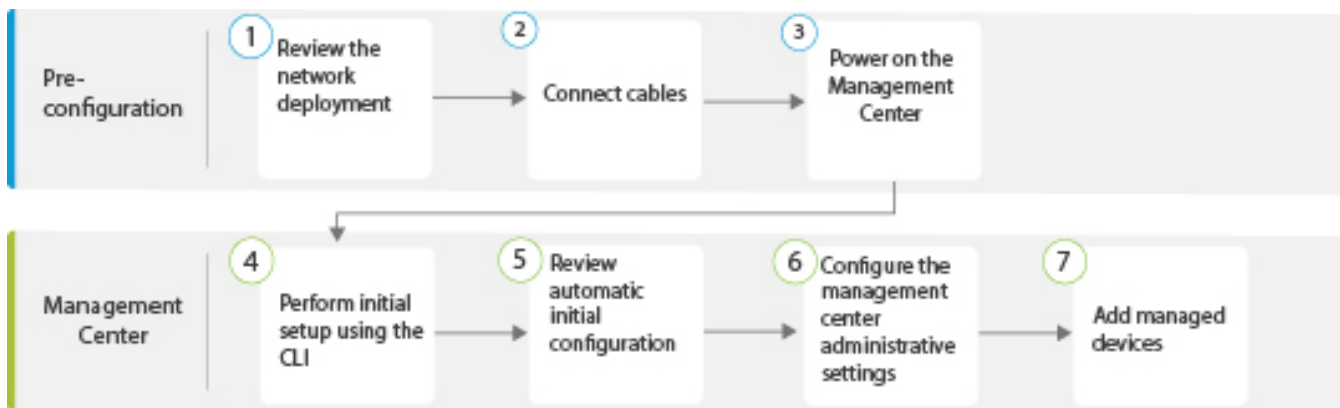 Pre-
configuration
1
Review the
network
deployment
2
Connect cables
3
Power on the
Management
Center
Management
Center
4
Perform initial
setup using the
CLI
5
Review
automatic
initial
configuration
6
Configure the
management
center
administrative
settings
7
Add managed
devices